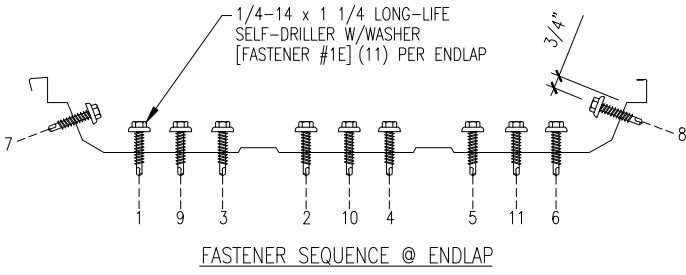 1/4-14 x 1 1/4 LONG-LIFE
SELF-DRILLER W/WASHER
[FASTENER #1E] (11) PER ENDLAP
3/4"
7
8
1 9 3 2 10 4 5 11 6
FASTENER SEQUENCE @ ENDLAP